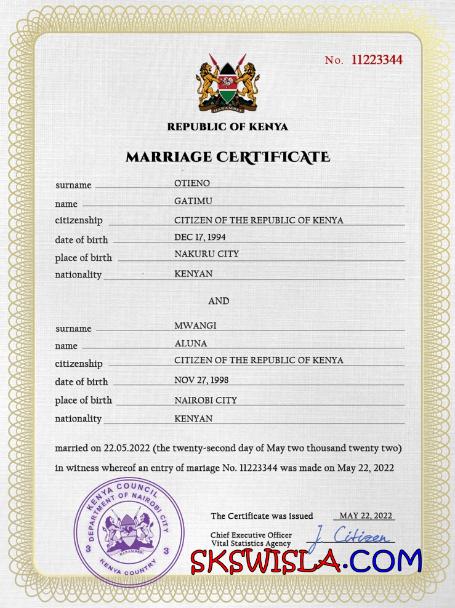 No. 11223344
HARAMBEE
REPUBLIC OF KENYA
MARRIAGE CERTIFICATE
surname OTIENO
name GATIMU
citizenship CITIZEN OF THE REPUBLIC OF KENYA
date of birth DEC 17, 1994
place of birth NAKURU CITY
nationality KENYAN
AND
surname MWANGI
name ALUNA
citizenship CITIZEN OF THE REPUBLIC OF KENYA
date of birth NOV 27, 1998
place of birth NAIROBI CITY
nationality KENYAN
married on 22.05.2022 (the twenty-second day of May two thousand twenty two)
in witness whereof an entry of mariage No. 11223344 was made on May 22, 2022
KENYA COUNCIL
DEPARTMENT OF NAIROBI CITY
3 3
HARAMBEE
KENYA COUNTRY
The Certificate was issued MAY 22, 2022
Chief Executive Officer
Vital Statistics Agency J. Citizen
SKSWISLA.COM